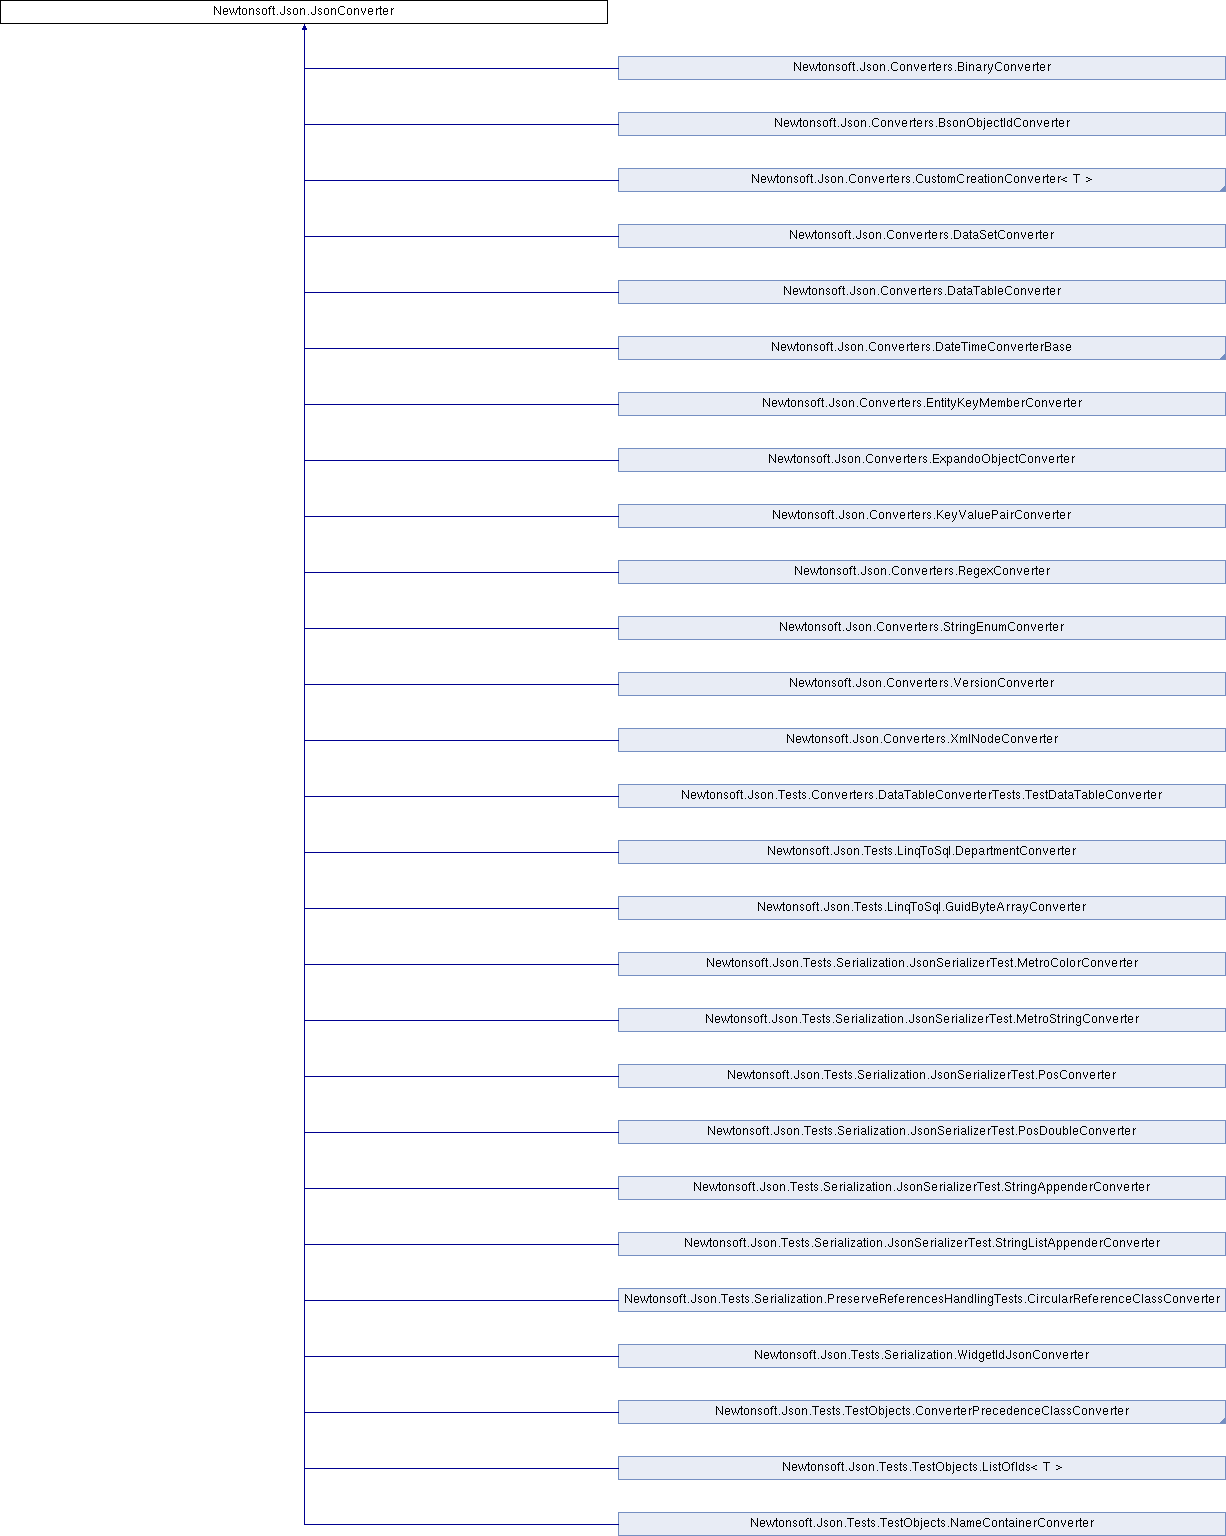 Newtonsoft.Json.JsonConverter
Newtonsoft.Json.Converters.BinaryConverter
Newtonsoft.Json.Converters.BsonObjectIdConverter
Newtonsoft.Json.Converters.CustomCreationConverter< T >
Newtonsoft.Json.Converters.DataSetConverter
Newtonsoft.Json.Converters.DataTableConverter
Newtonsoft.Json.Converters.DateTimeConverterBase
Newtonsoft.Json.Converters.EntityKeyMemberConverter
Newtonsoft.Json.Converters.ExpandoObjectConverter
Newtonsoft.Json.Converters.KeyValuePairConverter
Newtonsoft.Json.Converters.RegexConverter
Newtonsoft.Json.Converters.StringEnumConverter
Newtonsoft.Json.Converters.VersionConverter
Newtonsoft.Json.Converters.XmlNodeConverter
Newtonsoft.Json.Tests.Converters.DataTableConverterTests.TestDataTableConverter
Newtonsoft.Json.Tests.LinqToSql.DepartmentConverter
Newtonsoft.Json.Tests.LinqToSql.GuidByteArrayConverter
Newtonsoft.Json.Tests.Serialization.JsonSerializerTest.MetroColorConverter
Newtonsoft.Json.Tests.Serialization.JsonSerializerTest.MetroStringConverter
Newtonsoft.Json.Tests.Serialization.JsonSerializerTest.PosConverter
Newtonsoft.Json.Tests.Serialization.JsonSerializerTest.PosDoubleConverter
Newtonsoft.Json.Tests.Serialization.JsonSerializerTest.StringAppenderConverter
Newtonsoft.Json.Tests.Serialization.JsonSerializerTest.StringListAppenderConverter
Newtonsoft.Json.Tests.Serialization.PreserveReferencesHandlingTests.CircularReferenceClassConverter
Newtonsoft.Json.Tests.Serialization.WidgetIdJsonConverter
Newtonsoft.Json.Tests.TestObjects.ConverterPrecedenceClassConverter
Newtonsoft.Json.Tests.TestObjects.ListOfIds< T >
Newtonsoft.Json.Tests.TestObjects.NameContainerConverter